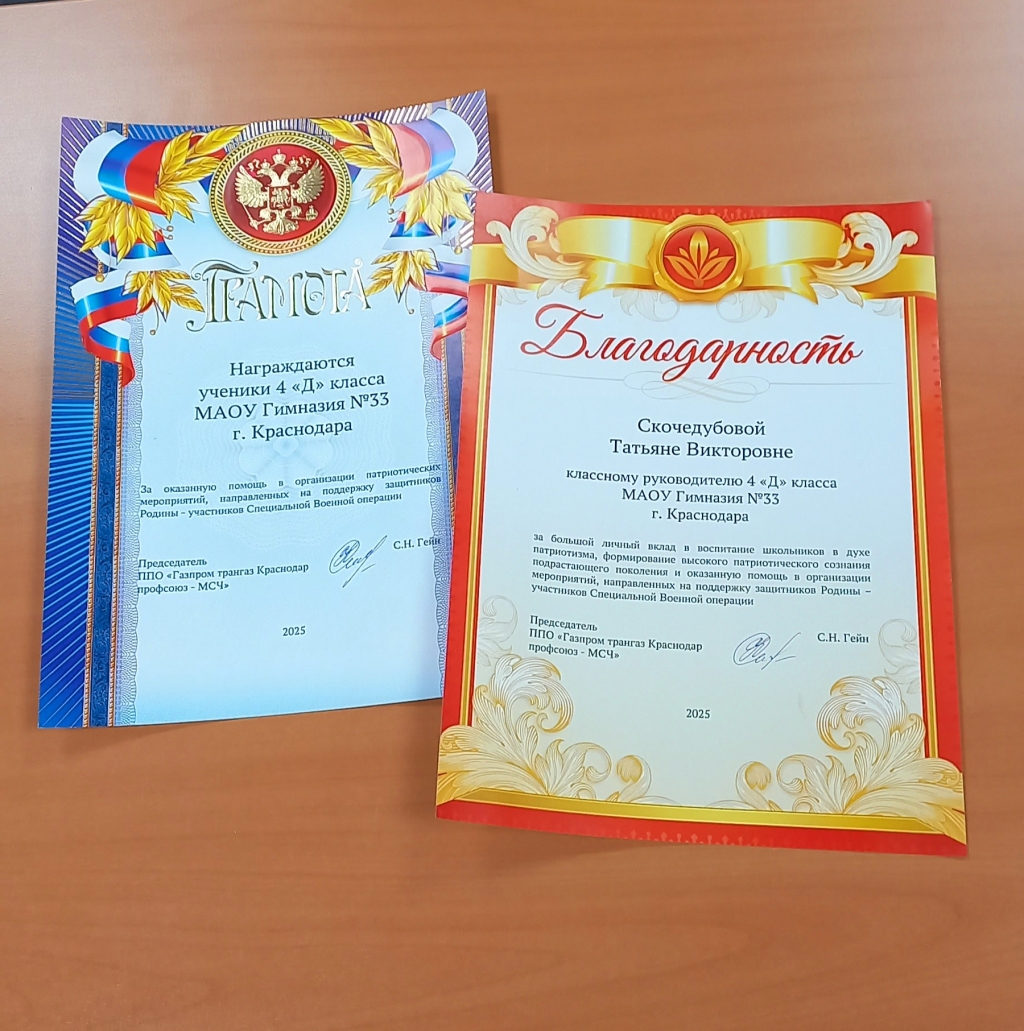 ГРАМОТА
Награждаются
ученики 4 «Д» класса
МАОУ Гимназия №33
г. Краснодара
За оказанную помощь в организации патриотических
мероприятий, направленных на поддержку защитников
Родины – участников Специальной Военной операции
Председатель
ППО «Газпром трангаз Краснодар
профсоюз - МСЧ»
С.Н. Гейн
2025
Благодарность
Скочедубовой
Татьяне Викторовне
классному руководителю 4 «Д» класса
МАОУ Гимназия №33
г. Краснодара
за большой личный вклад в воспитание школьников в духе
патриотизма, формирование высокого патриотического сознания
подрастающего поколения и оказанную помощь в организации
мероприятий, направленных на поддержку защитников Родины –
участников Специальной Военной операции
Председатель
ППО «Газпром трангаз Краснодар
профсоюз - МСЧ»
С.Н. Гейн
2025